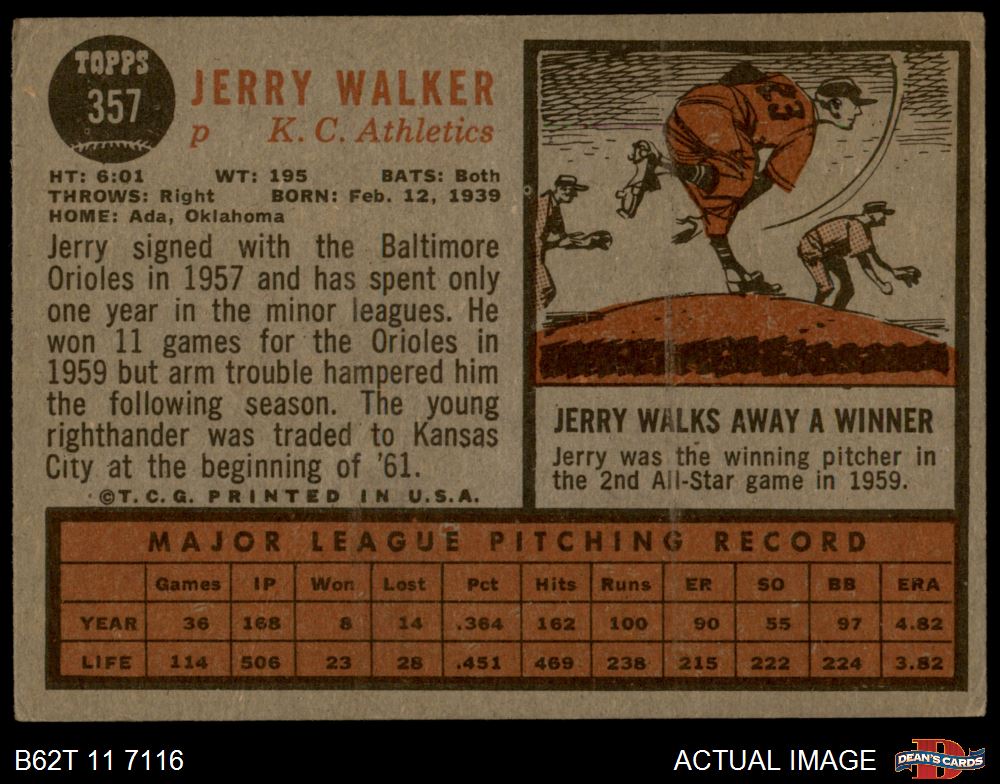 TOPPS
357
JERRY WALKER
p K. C. Athletics
HT: 6:01 WT: 195 BATS: Both
THROWS: Right BORN: Feb. 12, 1939
HOME: Ada, Oklahoma
Jerry signed with the Baltimore
Orioles in 1957 and has spent only
one year in the minor leagues. He
won 11 games for the Orioles in
1959 but arm trouble hampered him
the following season. The young
righthander was traded to Kansas
City at the beginning of '61.
©T.C.G. PRINTED IN U.S.A.
23
JERRY WALKS AWAY A WINNER
Jerry was the winning pitcher in
the 2nd All-Star game in 1959.
MAJOR LEAGUE PITCHING RECORD
Games IP Won Lost Pct Hits Runs ER SO BB ERA
YEAR 36 168 8 14 .364 162 100 90 55 97 4.82
LIFE 114 506 23 28 .451 469 238 215 222 224 3.82
B62T 11 7116 ACTUAL IMAGE D DEAN'S CARDS